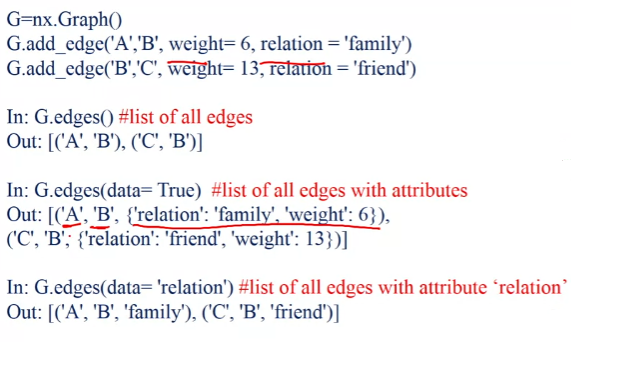 G=nx.Graph()
G.add_edge('A','B', weight= 6, relation = 'family')
G.add_edge('B','C', weight= 13, relation = 'friend')
In: G.edges() #list of all edges
Out: [('A', 'B'), ('C', 'B')]
In: G.edges(data= True) #list of all edges with attributes
Out: [('A', 'B', {'relation': 'family', 'weight': 6}),
('C', 'B', {'relation': 'friend', 'weight': 13})]
In: G.edges(data= 'relation') #list of all edges with attribute ‘relation’
Out: [('A', 'B', 'family'), ('C', 'B', 'friend')]